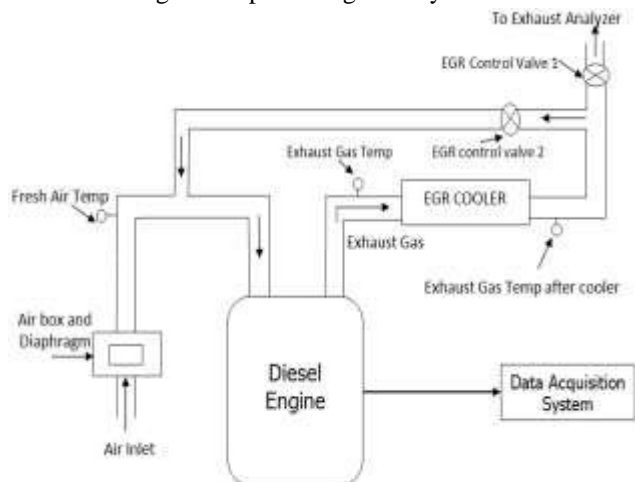 To Exhaust Analyzer
EGR Control Valve 1
Exhaust Gas Temp
EGR control valve 2
Fresh Air Temp
EGR COOLER
Exhaust Gas
Exhaust Gas Temp after cooler
Air box and
Diaphragm
Diesel
Engine
Data Acquisition
System
Air Inlet